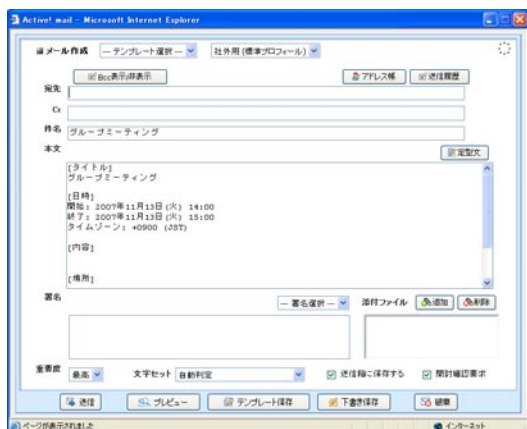 Active! mail - Microsoft Internet Explorer
メール作成 ― テンプレート選択 ― 社外用(標準プロフィール)
Bcc表示/非表示 アドレス帳 送信履歴
宛先
Cc
件名 グループミーティング
本文 定型文
[タイトル]
グループミーティング
[日時]
開始: 2007年11月13日(火) 14:00
終了: 2007年11月13日(火) 15:00
タイムゾーン: +0900 (JST)
[内容]
[場所]
署名 ― 署名選択 ― 添付ファイル 追加 削除
重要度 最高 文字セット 自動判定 送信箱に保存する 開封確認要求
送信 プレビュー テンプレート保存 下書き保存 破棄
ページが表示されました インターネット